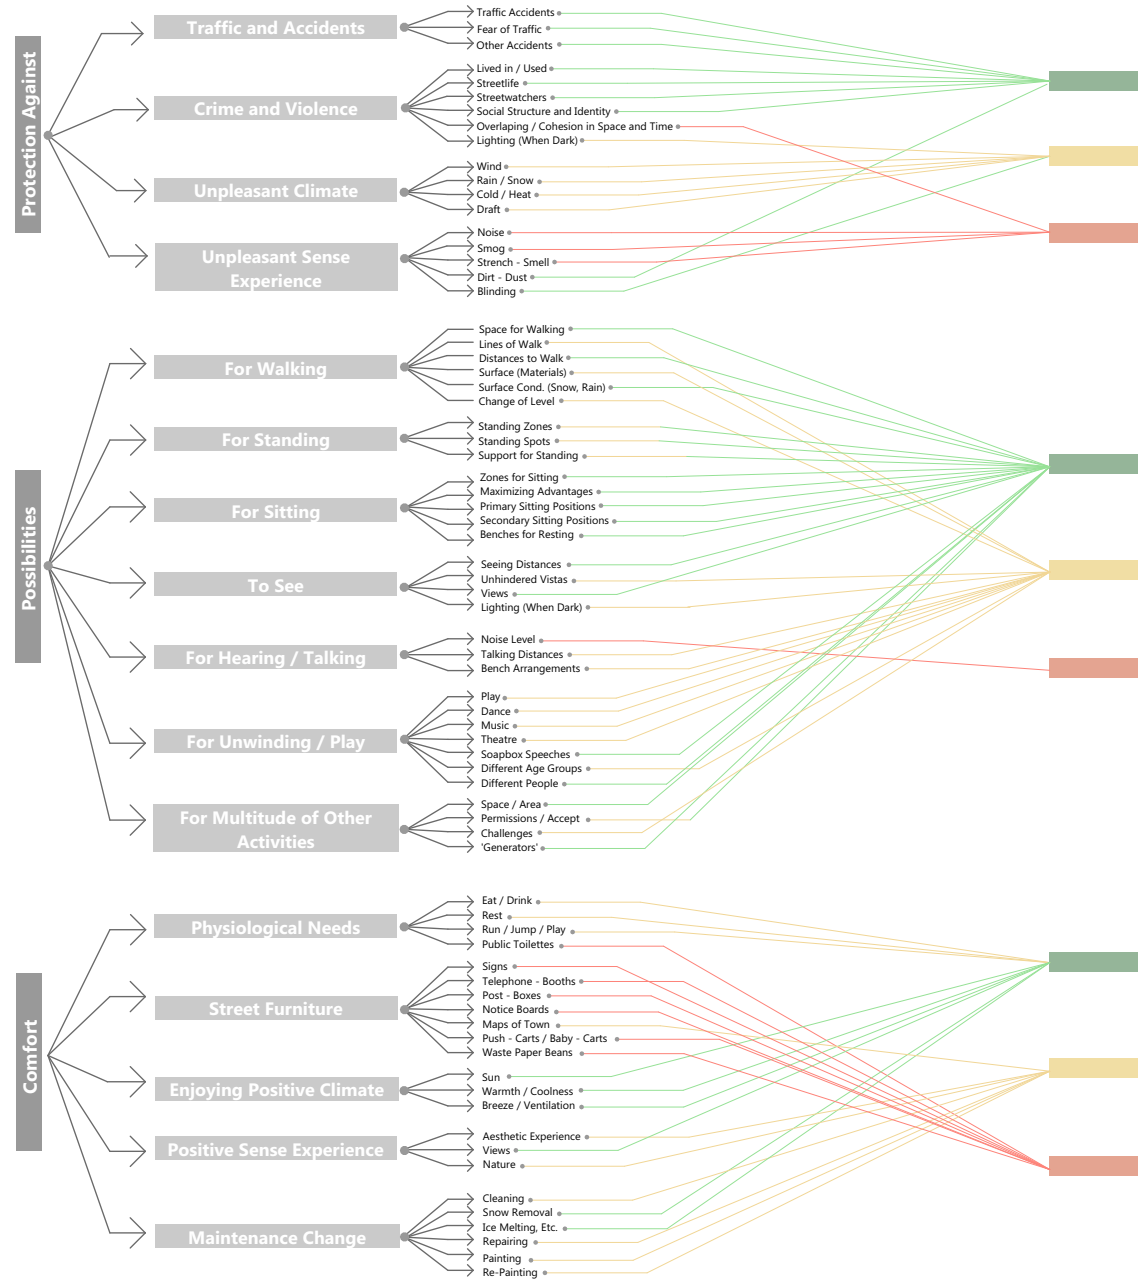 Protection Against
Traffic and Accidents
Traffic Accidents
Fear of Traffic
Other Accidents
Crime and Violence
Lived in / Used
Streetlife
Streetwatchers
Social Structure and Identity
Overlaping / Cohesion in Space and Time
Lighting (When Dark)
Unpleasant Climate
Wind
Rain / Snow
Cold / Heat
Draft
Unpleasant Sense
Experience
Noise
Smog
Strench - Smell
Dirt - Dust
Blinding
Possibilities
For Walking
Space for Walking
Lines of Walk
Distances to Walk
Surface (Materials)
Surface Cond. (Snow, Rain)
Change of Level
For Standing
Standing Zones
Standing Spots
Support for Standing
For Sitting
Zones for Sitting
Maximizing Advantages
Primary Sitting Positions
Secondary Sitting Positions
Benches for Resting
To See
Seeing Distances
Unhindered Vistas
Views
Lighting (When Dark)
For Hearing / Talking
Noise Level
Talking Distances
Bench Arrangements
For Unwinding / Play
Play
Dance
Music
Theatre
Soapbox Speeches
Different Age Groups
Different People
For Multitude of Other
Activities
Space / Area
Permissions / Accept
Challenges
'Generators'
Comfort
Physiological Needs
Eat / Drink
Rest
Run / Jump / Play
Public Toilettes
Street Furniture
Signs
Telephone - Booths
Post - Boxes
Notice Boards
Maps of Town
Push - Carts / Baby - Carts
Waste Paper Beans
Enjoying Positive Climate
Sun
Warmth / Coolness
Breeze / Ventilation
Positive Sense Experience
Aesthetic Experience
Views
Nature
Maintenance Change
Cleaning
Snow Removal
Ice Melting, Etc.
Repairing
Painting
Re-Painting